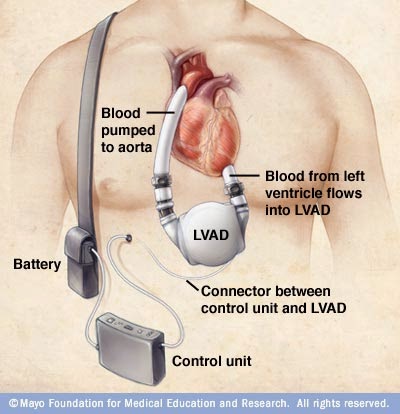 Blood
pumped
to aorta
Blood from left
ventricle flows
into LVAD
LVAD
Battery
Connector between
control unit and LVAD
Control unit
© Mayo Foundation for Medical Education and Research. All rights reserved.